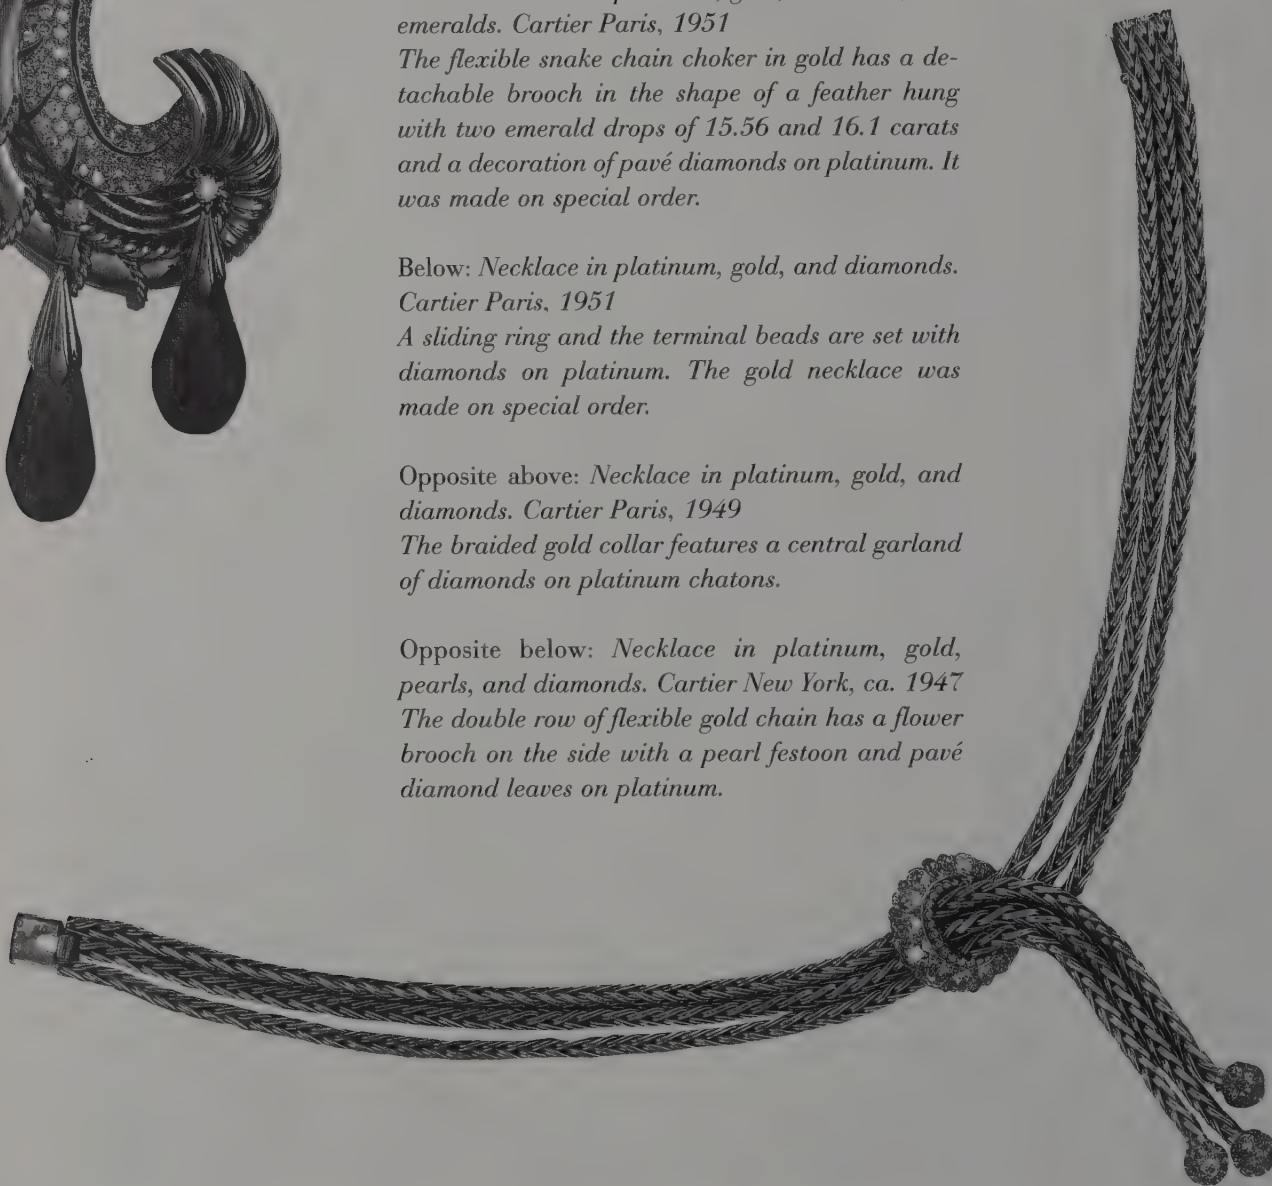 emeralds. Cartier Paris, 1951
The flexible snake chain choker in gold has a de-
tachable brooch in the shape of a feather hung
with two emerald drops of 15.56 and 16.1 carats
and a decoration of pavé diamonds on platinum. It
was made on special order.
Below: Necklace in platinum, gold, and diamonds.
Cartier Paris, 1951
A sliding ring and the terminal beads are set with
diamonds on platinum. The gold necklace was
made on special order.
Opposite above: Necklace in platinum, gold, and
diamonds. Cartier Paris, 1949
The braided gold collar features a central garland
of diamonds on platinum chatons.
Opposite below: Necklace in platinum, gold,
pearls, and diamonds. Cartier New York, ca. 1947
The double row of flexible gold chain has a flower
brooch on the side with a pearl festoon and pavé
diamond leaves on platinum.